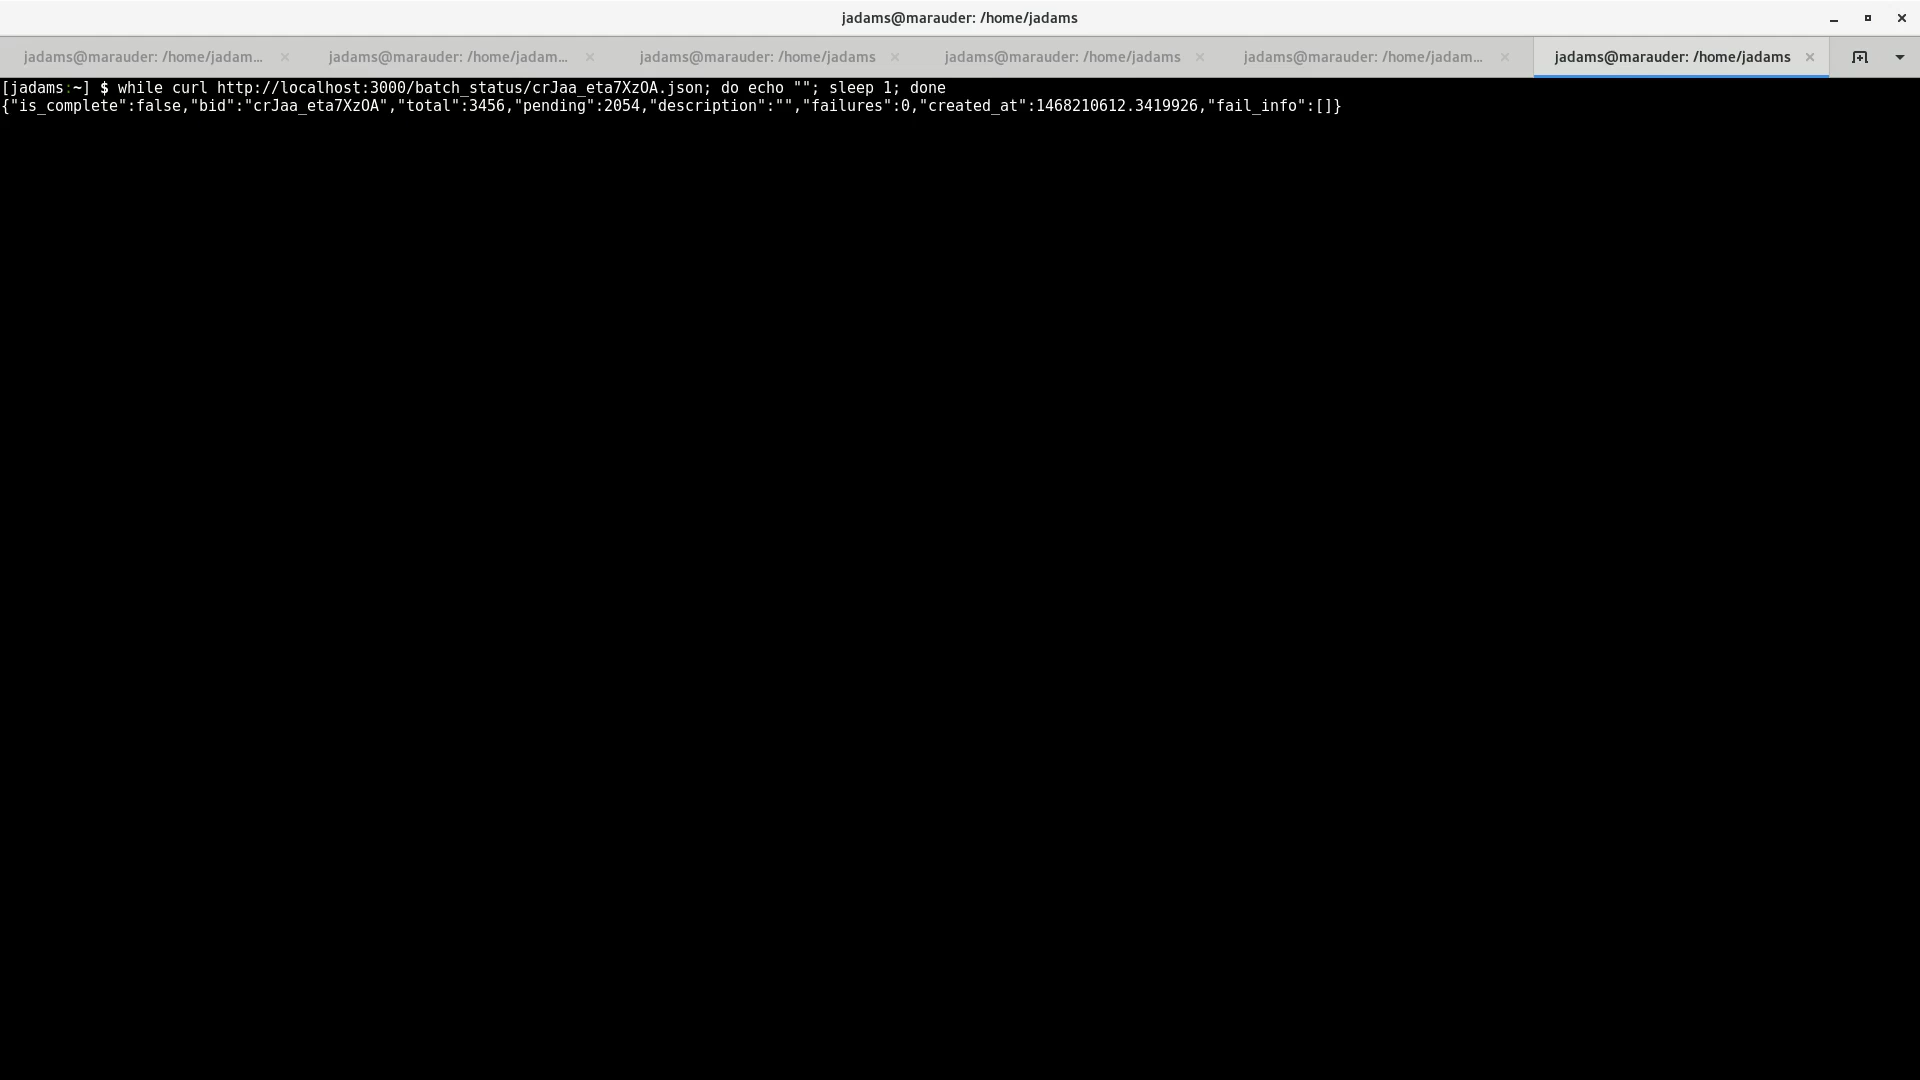 jadams@marauder: /home/jadams
jadams@marauder: /home/jadam... jadams@marauder: /home/jadam... jadams@marauder: /home/jadams jadams@marauder: /home/jadams jadams@marauder: /home/jadam... jadams@marauder: /home/jadams
[jadams:~] $ while curl http://localhost:3000/batch_status/crJaa_eta7XzOA.json; do echo ""; sleep 1; done
{"is_complete":false,"bid":"crJaa_eta7XzOA","total":3456,"pending":2054,"description":"","failures":0,"created_at":1468210612.3419926,"fail_info":[]}